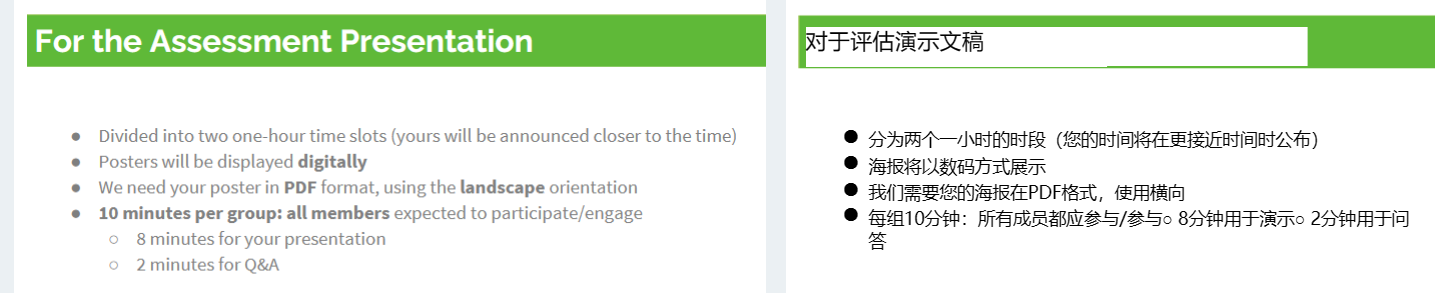 For the Assessment Presentation
● Divided into two one-hour time slots (yours will be announced closer to the time)
● Posters will be displayed digitally
● We need your poster in PDF format, using the landscape orientation
● 10 minutes per group: all members expected to participate/engage
○ 8 minutes for your presentation
○ 2 minutes for Q&A
对于评估演示文稿
● 分为两个一小时的时段（您的时间将在更接近时间时公布）
● 海报将以数码方式展示
● 我们需要您的海报在PDF格式，使用横向
● 每组10分钟：所有成员都应参与/参与○ 8分钟用于演示○ 2分钟用于问
答